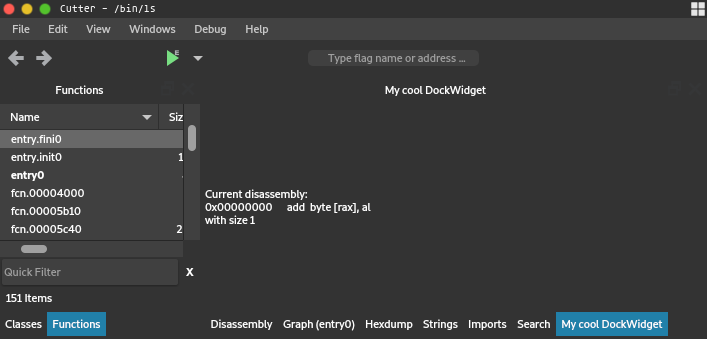 Cutter – /bin/ls
File Edit View Windows Debug Help
E
Type flag name or address ...
Functions
Name Siz
entry.fini0
entry.init0 1
entry0
fcn.00004000
fcn.00005b10
fcn.00005c40 2
Quick Filter X
151 Items
Classes Functions
My cool DockWidget
Current disassembly:
0x00000000 add byte [rax], al
with size 1
Disassembly Graph (entry0) Hexdump Strings Imports Search My cool DockWidget